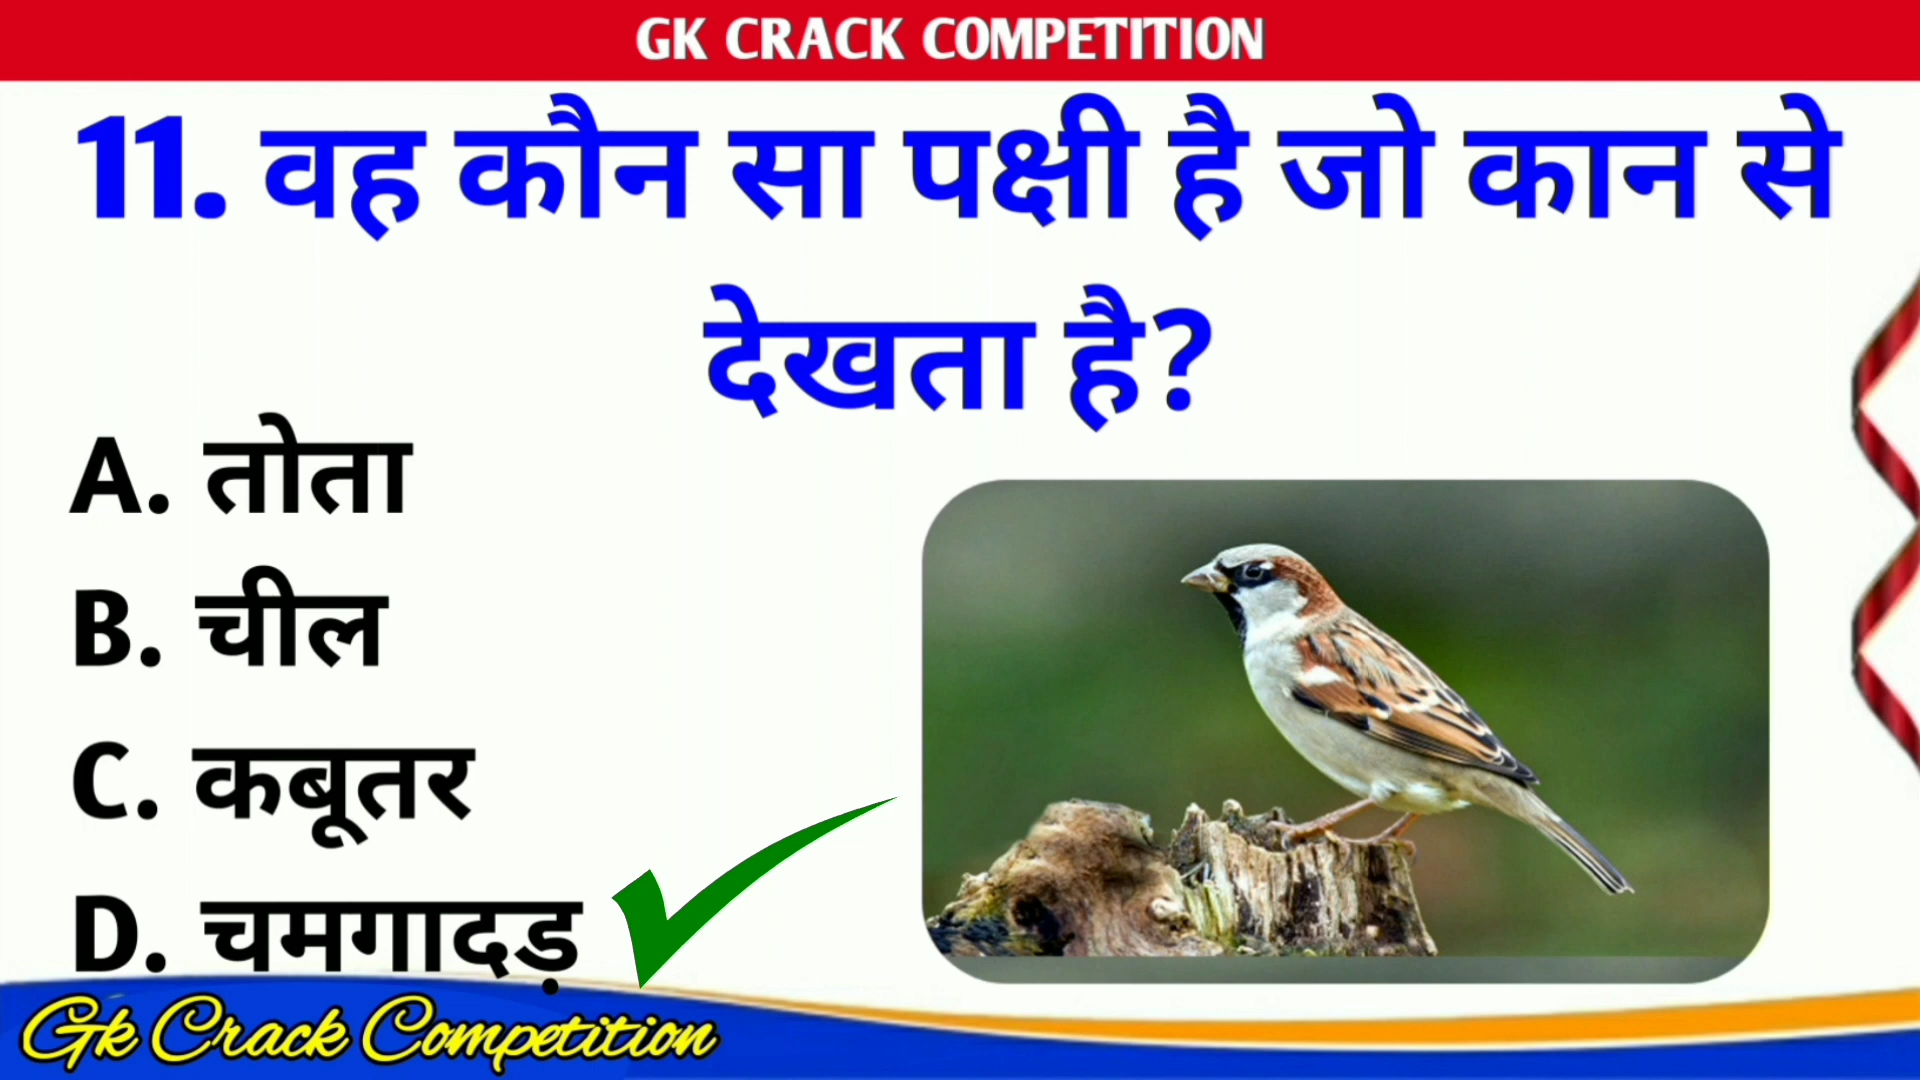 GK CRACK COMPETITION
11. वह कौन सा पक्षी है जो कान से
देखता है?
A. तोता
B. चील
C. कबूतर
D. चमगादड़
Gk Crack Competition